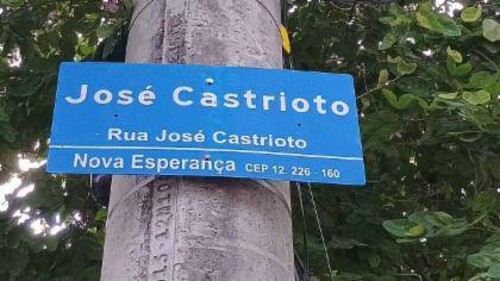 José Castrioto
Rua José Castrioto
Nova Esperança CEP 12. 226 - 160